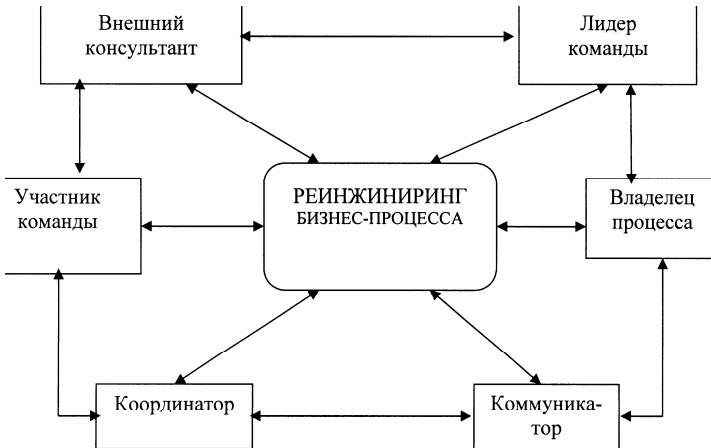 Внешний
консультант
Лидер
команды
Участник
команды
РЕИНЖИНИРИНГ
БИЗНЕС-ПРОЦЕССА
Владелец
процесса
Координатор
Коммуника-
тор